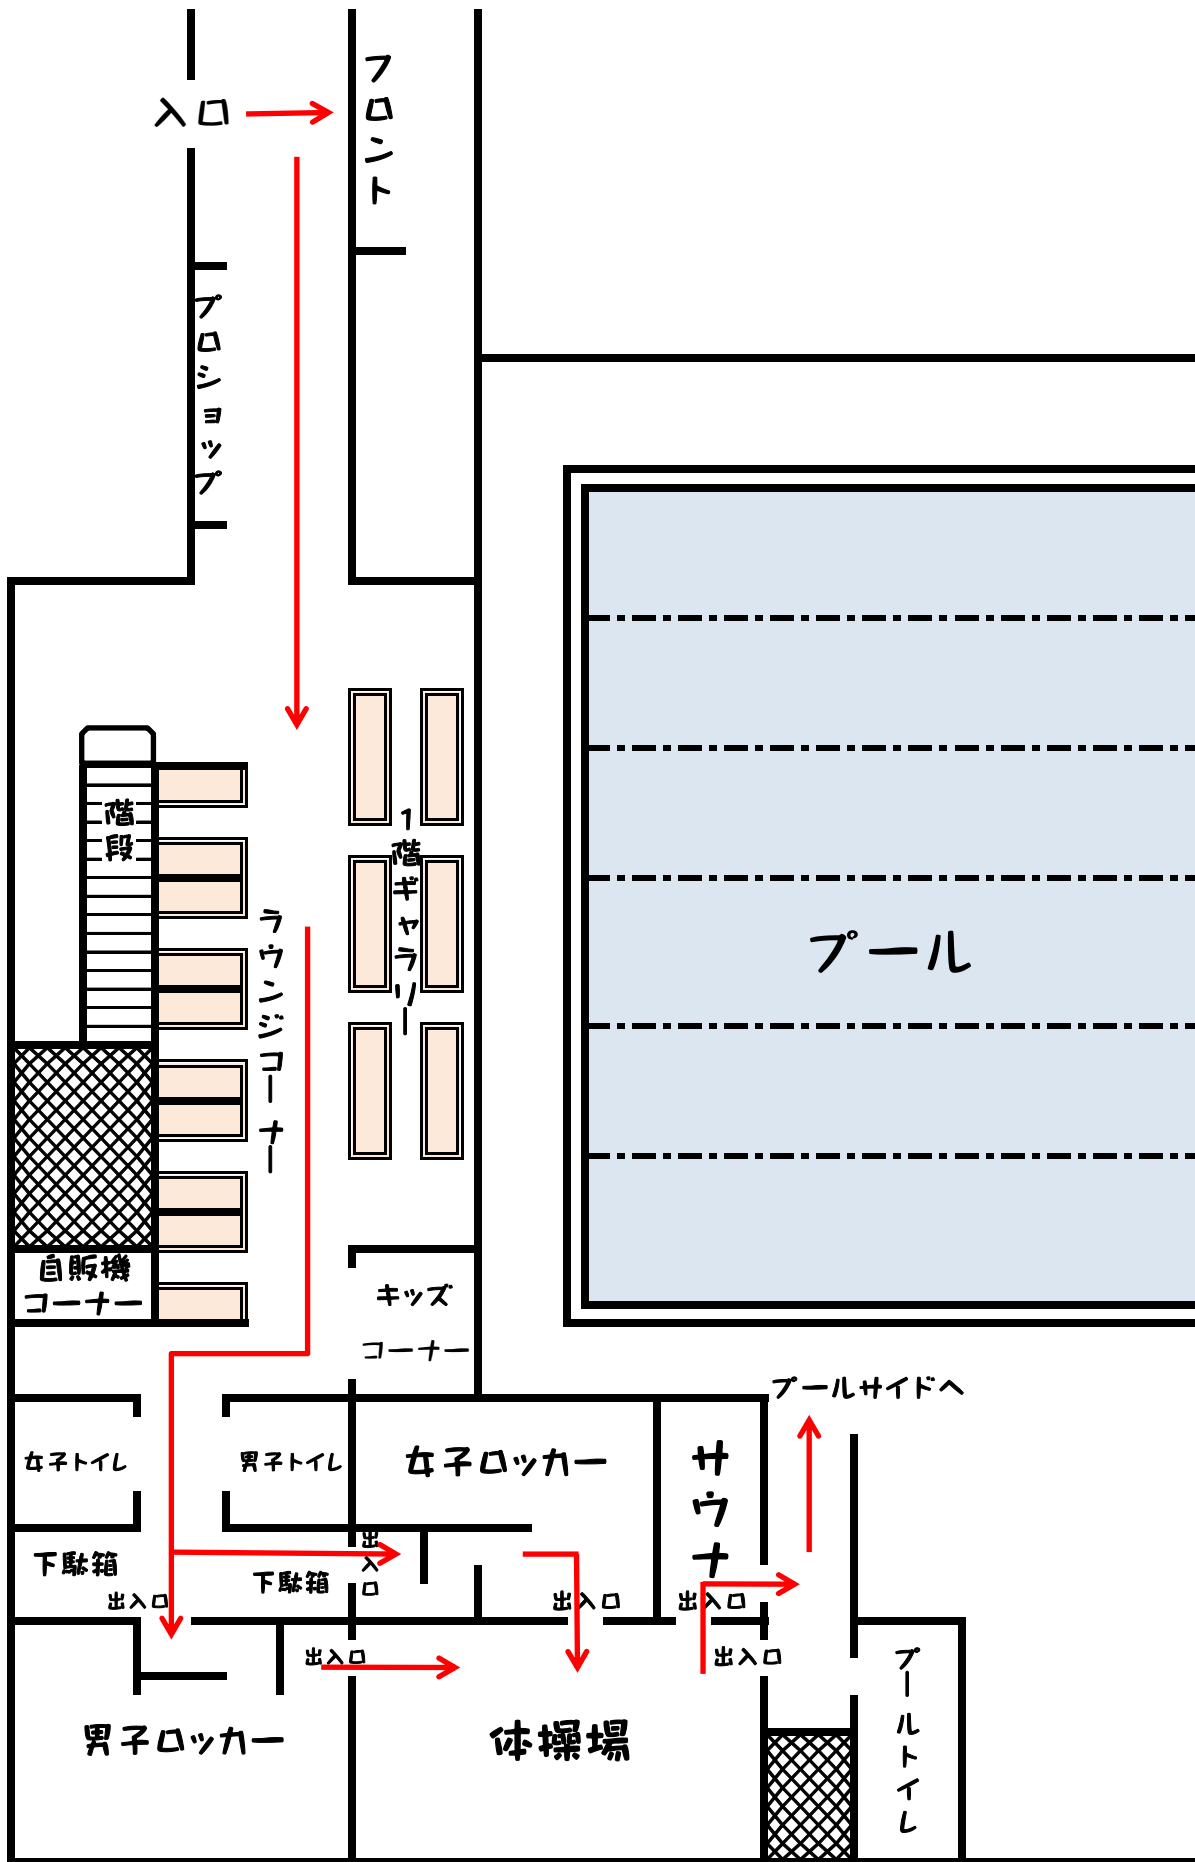 入口
フロント
プロショップ
階段
1階ギャラリー
ラウンジコーナー
プール
自販機
コーナー
キッズ
コーナー
プールサイドへ
女子トイレ
男子トイレ
女子ロッカー
サウナ
下駄箱
出入口
下駄箱
出入口
出入口
出入口
出入口
出入口
プールトイレ
男子ロッカー
体操場